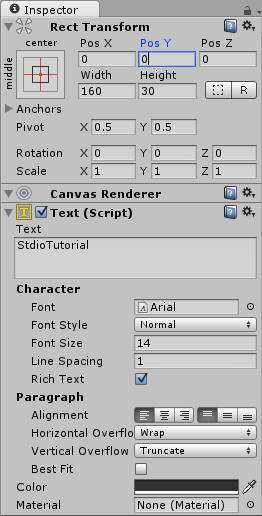 Inspector
Rect Transform
center Pos X Pos Y Pos Z
middle 0 0 0
Width Height
160 30 R
Anchors
Pivot X 0.5 Y 0.5
Rotation X 0 Y 0 Z 0
Scale X 1 Y 1 Z 1
Canvas Renderer
T Text (Script)
Text
StdioTutorial
Character
Font Arial
Font Style Normal
Font Size 14
Line Spacing 1
Rich Text
Paragraph
Alignment
Horizontal Overflo Wrap
Vertical Overflow Truncate
Best Fit
Color
Material None (Material)